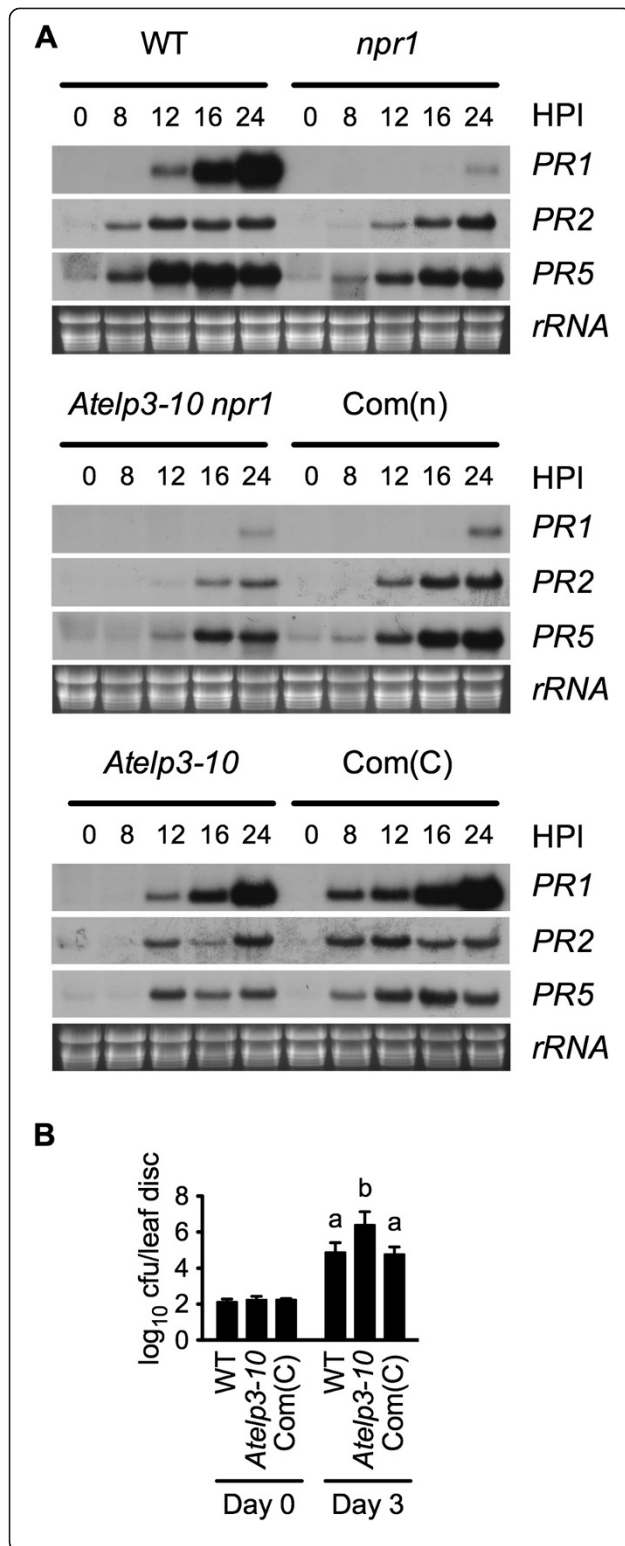 A
WT npr1
0 8 12 16 24 0 8 12 16 24 HPI
PR1
PR2
PR5
rRNA
Atelp3-10 npr1 Com(n)
0 8 12 16 24 0 8 12 16 24 HPI
PR1
PR2
PR5
rRNA
Atelp3-10 Com(C)
0 8 12 16 24 0 8 12 16 24 HPI
PR1
PR2
PR5
rRNA
B
log10 cfu/leaf disc
8
6
4
2
0
a b a
WT Atelp3-10 Com(C) WT Atelp3-10 Com(C)
Day 0 Day 3